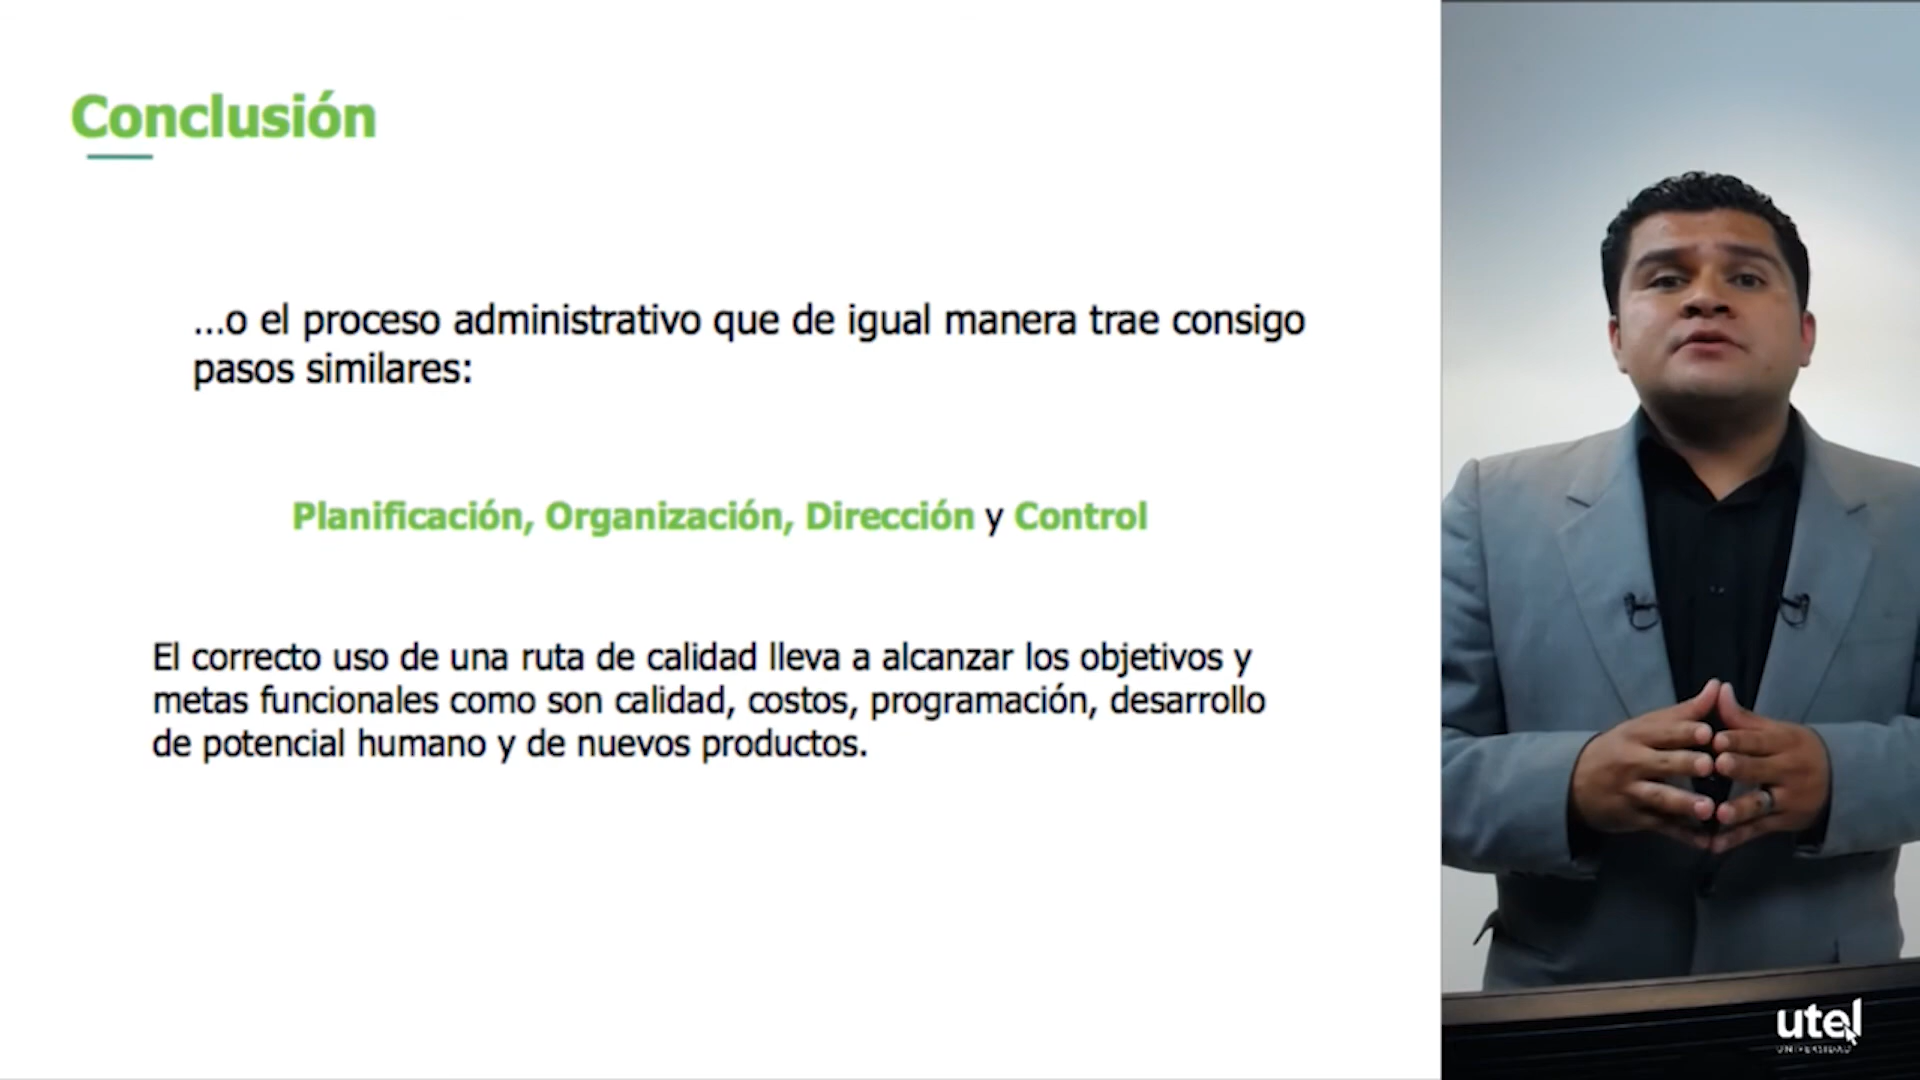 Conclusión
...o el proceso administrativo que de igual manera trae consigo
pasos similares:
Planificación, Organización, Dirección y Control
El correcto uso de una ruta de calidad lleva a alcanzar los objetivos y
metas funcionales como son calidad, costos, programación, desarrollo
de potencial humano y de nuevos productos.
utel
UNIVERSIDAD